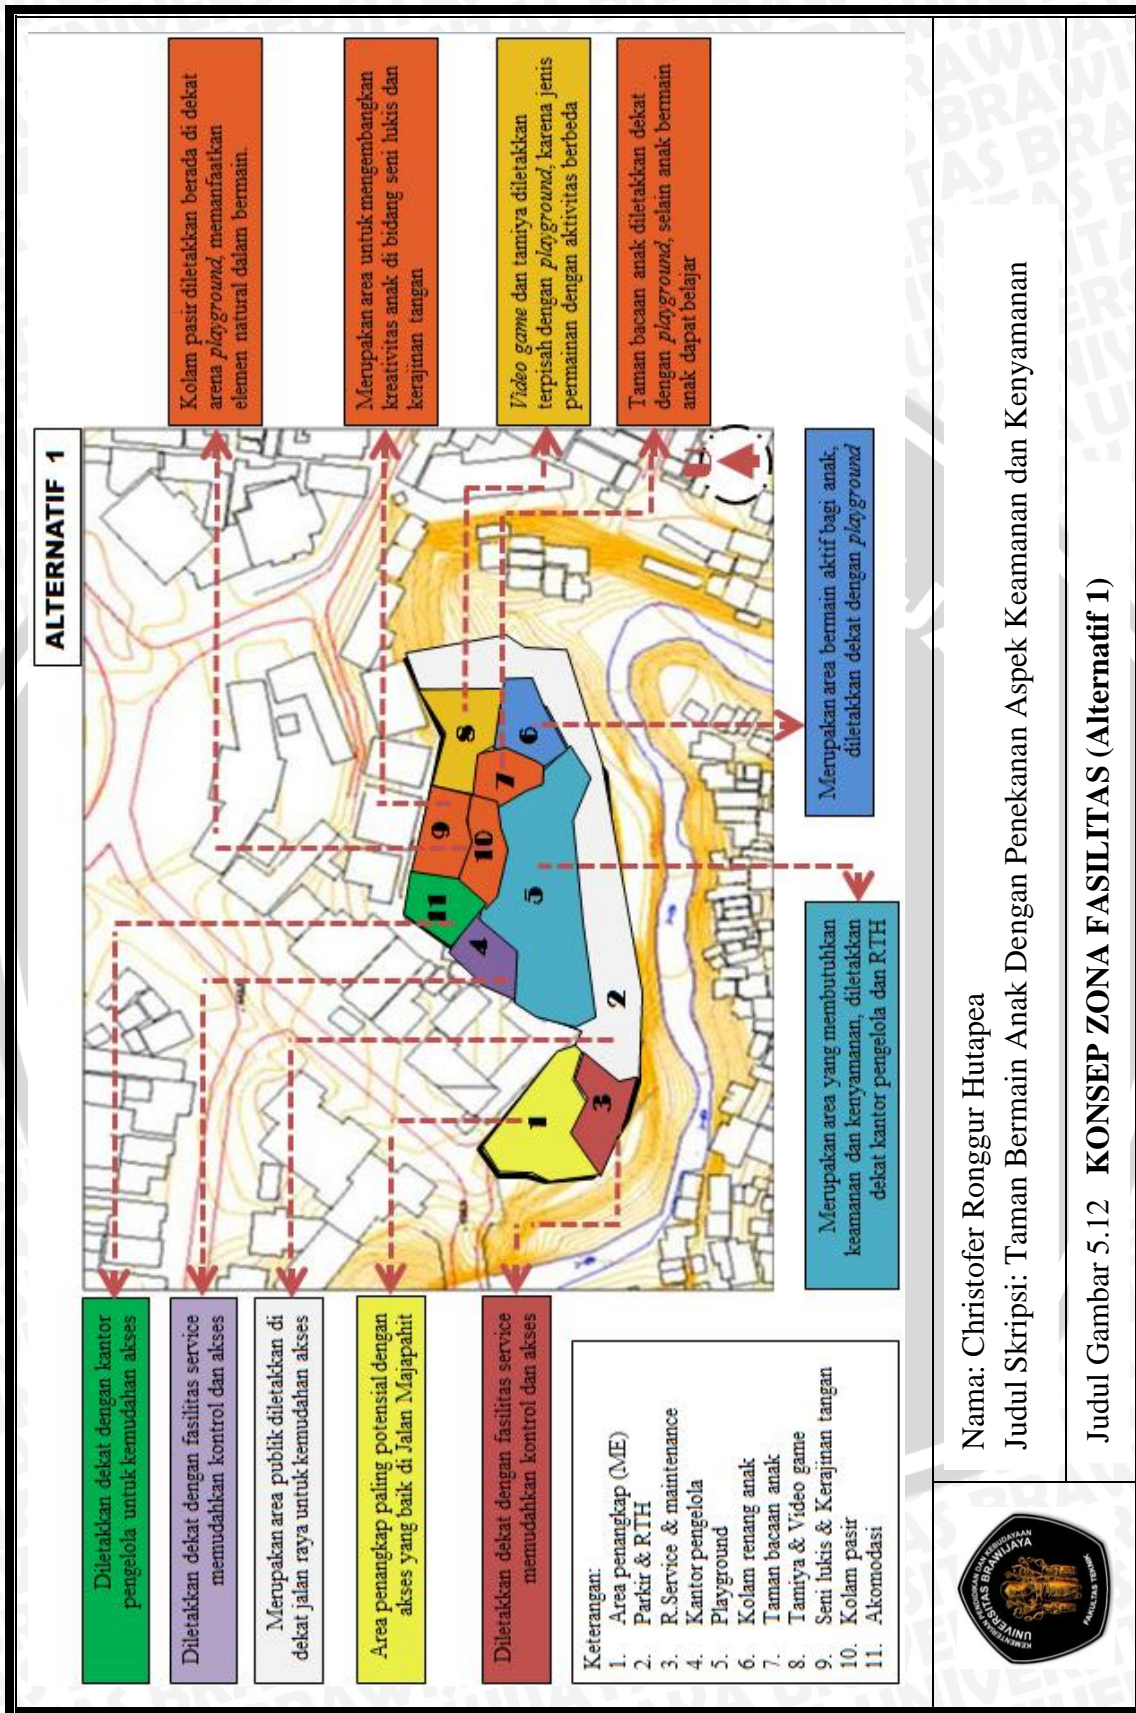 ALTERNATIF 1
Diletakkan dekat dengan kantor
pengelola untuk kemudahan akses
Diletakkan dekat dengan fasilitas service
memudahkan kontrol dan akses
Merupakan area publik diletakkan di
dekat jalan raya untuk kemudahan akses
Area penangkap paling potensial dengan
akses yang baik di Jalan Majapahit
Diletakkan dekat dengan fasilitas service
memudahkan kontrol dan akses
Keterangan:
1. Area penangkap (ME)
2. Parkir & RTH
3. R.Service & maintenance
4. Kantor pengelola
5. Playground
6. Kolam renang anak
7. Taman bacaan anak
8. Tamiya & Video game
9. Seni lukis & Kerajinan tangan
10. Kolam pasir
11. Akomodasi
1
2
3
4
5
6
7
8
9
10
11
U
Kolam pasir diletakkan berada di dekat
arena playground, memanfaatkan
elemen natural dalam bermain.
Merupakan area untuk mengembangkan
kreativitas anak di bidang seni lukis dan
kerajinan tangan
Video game dan tamiya diletakkan
terpisah dengan playground, karena jenis
permainan dengan aktivitas berbeda
Taman bacaan anak diletakkan dekat
dengan playground, selain anak bermain
anak dapat belajar
Merupakan area yang membutuhkan
keamanan dan kenyamanan, diletakkan
dekat kantor pengelola dan RTH
Merupakan area bermain aktif bagi anak,
diletakkan dekat dengan playground
KEMENTERIAN PENDIDIKAN DAN KEBUDAYAAN
UNIVERSITAS BRAWIJAYA
FAKULTAS TEKNIK
Nama: Christofer Ronggur Hutapea
Judul Skripsi: Taman Bermain Anak Dengan Penekanan Aspek Keamanan dan Kenyamanan
Judul Gambar 5.12 KONSEP ZONA FASILITAS (Alternatif 1)